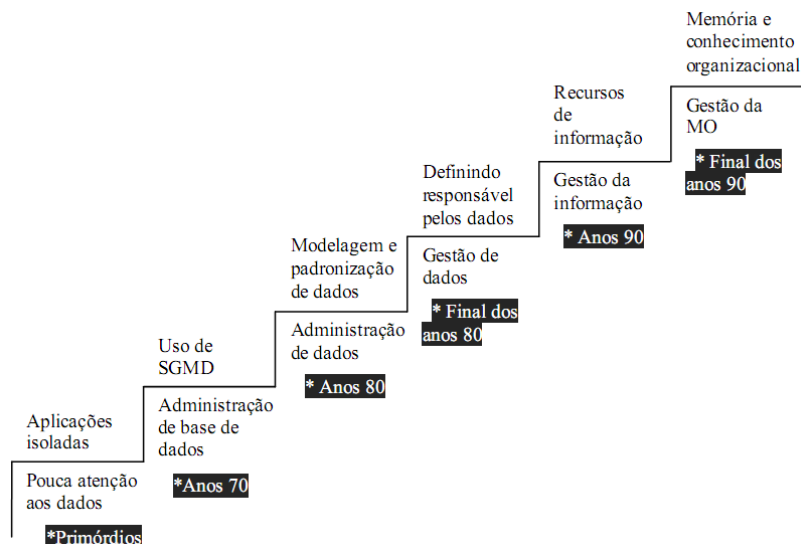 Memória e
conhecimento
organizacional
Gestão da
MO
* Final dos
anos 90
Recursos
de
informação
Gestão da
informação
* Anos 90
Definindo
responsável
pelos dados
Gestão de
dados
* Final dos
anos 80
Modelagem e
padronização
de dados
Administração
de dados
* Anos 80
Uso de
SGMD
Administração
de base de
dados
*Anos 70
Aplicações
isoladas
Pouca atenção
aos dados
*Primórdios